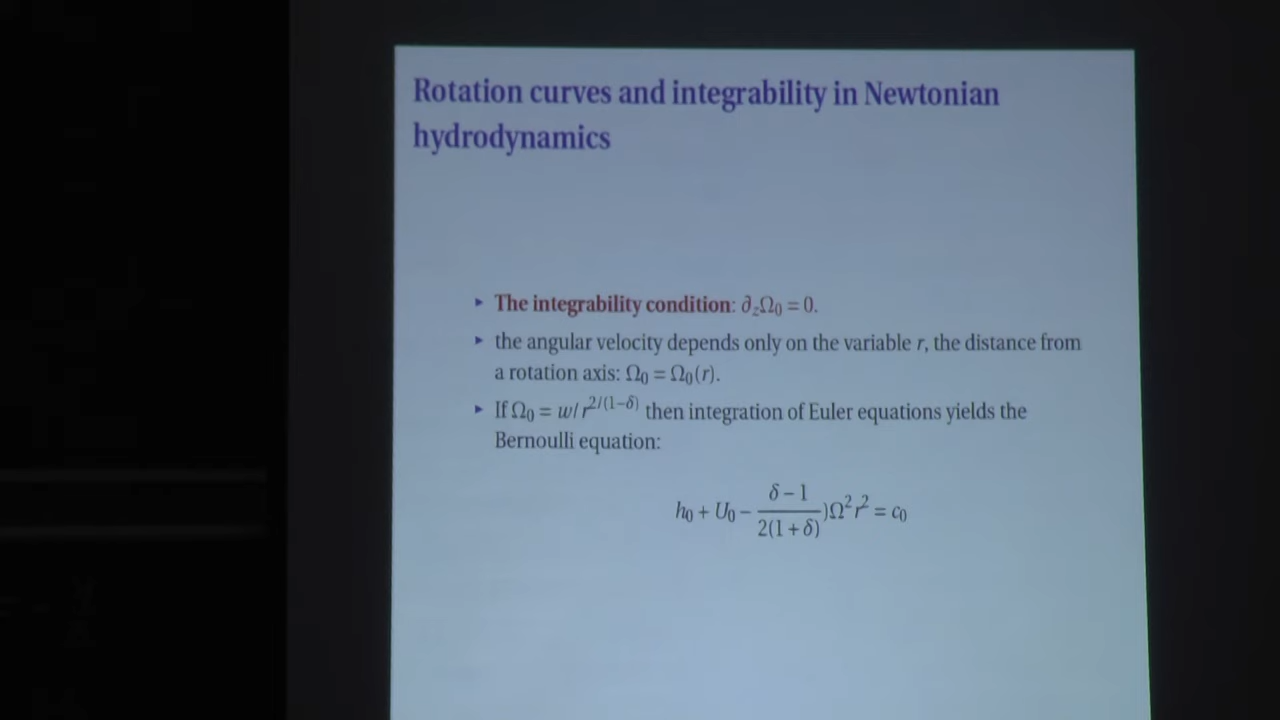 Rotation curves and integrability in Newtonian
hydrodynamics
▸ The integrability condition: ∂_zΩ₀ = 0.
▸ the angular velocity depends only on the variable r, the distance from
a rotation axis: Ω₀ = Ω₀(r).
▸ If Ω₀ = w/r^{2/(1−δ)} then integration of Euler equations yields the
Bernoulli equation:
h₀ + U₀ − \frac{δ − 1}{2(1 + δ)})Ω²r² = c₀